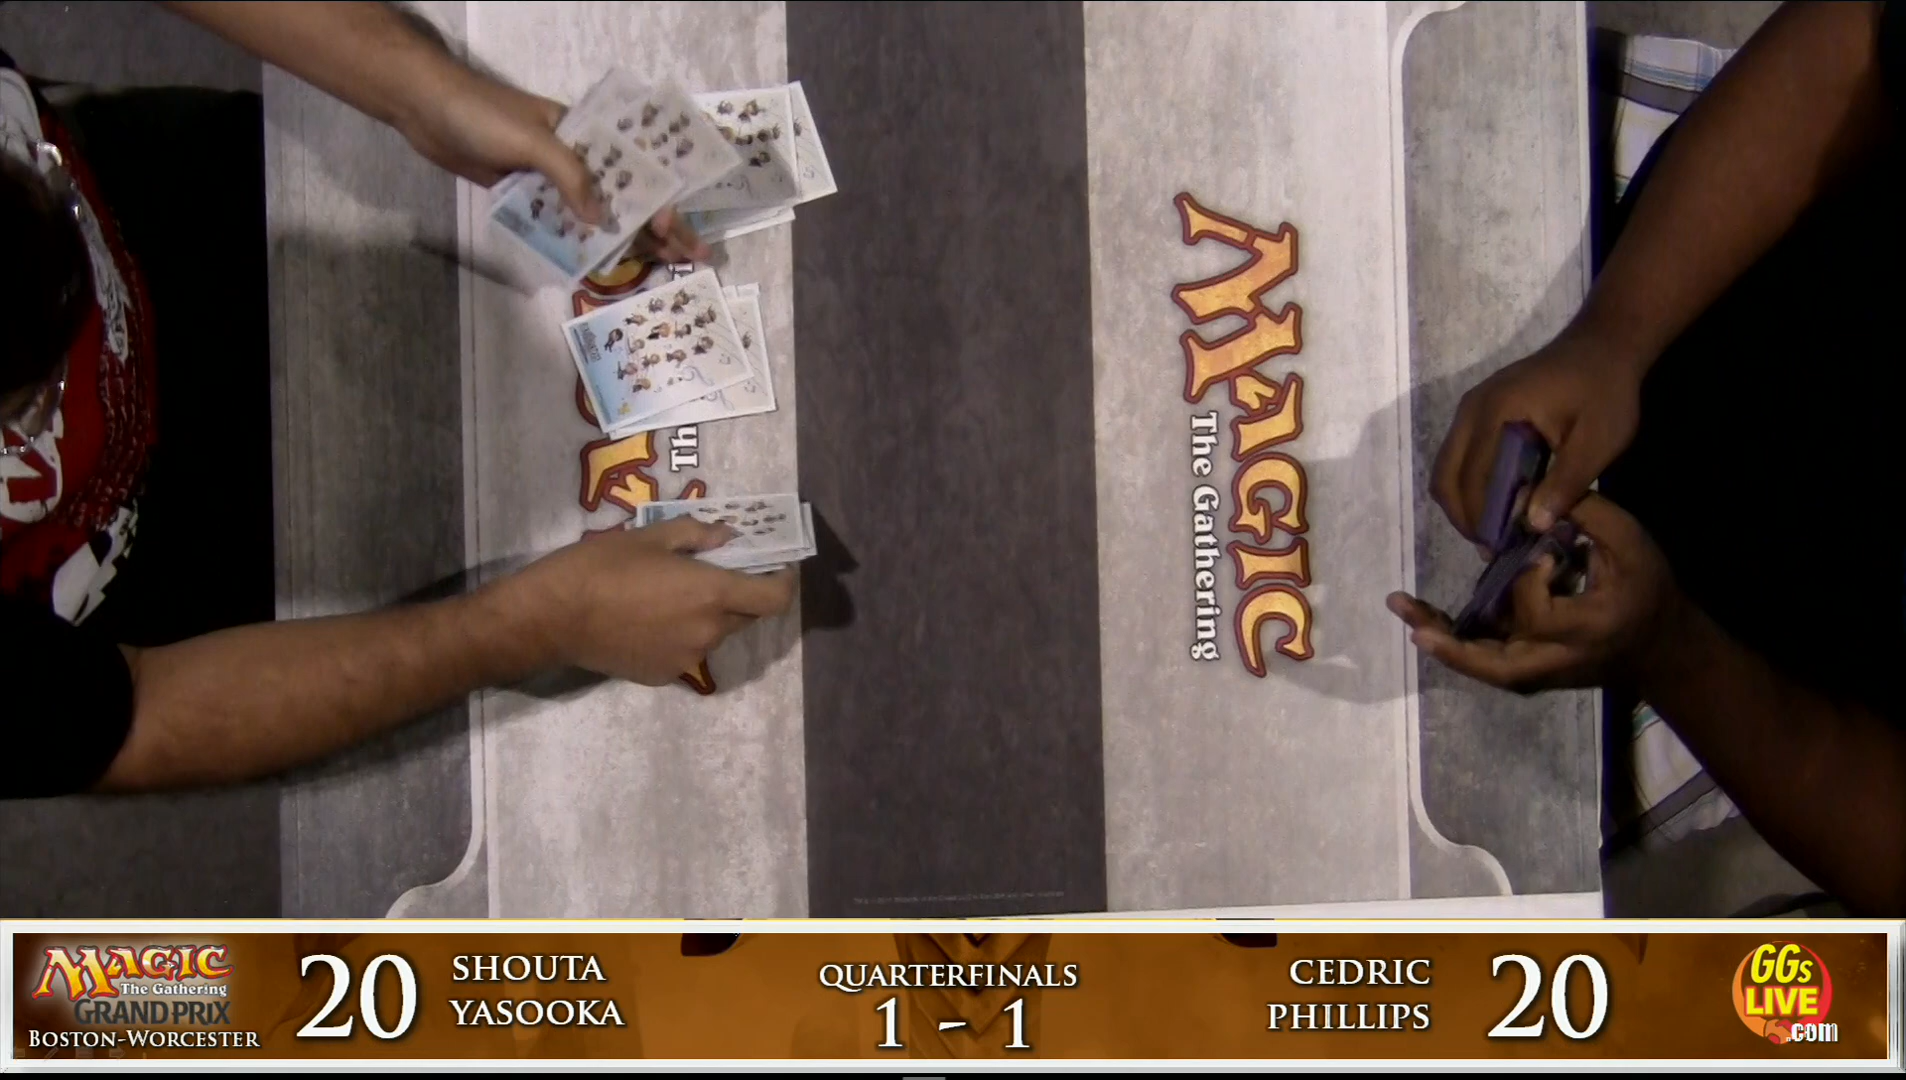 MAGIC
The Gathering
Th
MAGIC
The Gathering
GRAND PRIX
BOSTON-WORCESTER
20
SHOUTA
YASOOKA
QUARTERFINALS
1 - 1
CEDRIC
PHILLIPS
20
GGs
LIVE
.com